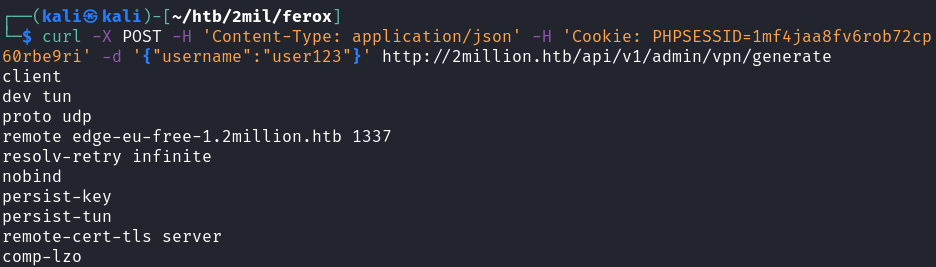 ┌──(kali㉿kali)-[~/htb/2mil/ferox]
└─$ curl -X POST -H 'Content-Type: application/json' -H 'Cookie: PHPSESSID=1mf4jaa8fv6rob72cp
60rbe9ri' -d '{"username":"user123"}' http://2million.htb/api/v1/admin/vpn/generate
client
dev tun
proto udp
remote edge-eu-free-1.2million.htb 1337
resolv-retry infinite
nobind
persist-key
persist-tun
remote-cert-tls server
comp-lzo